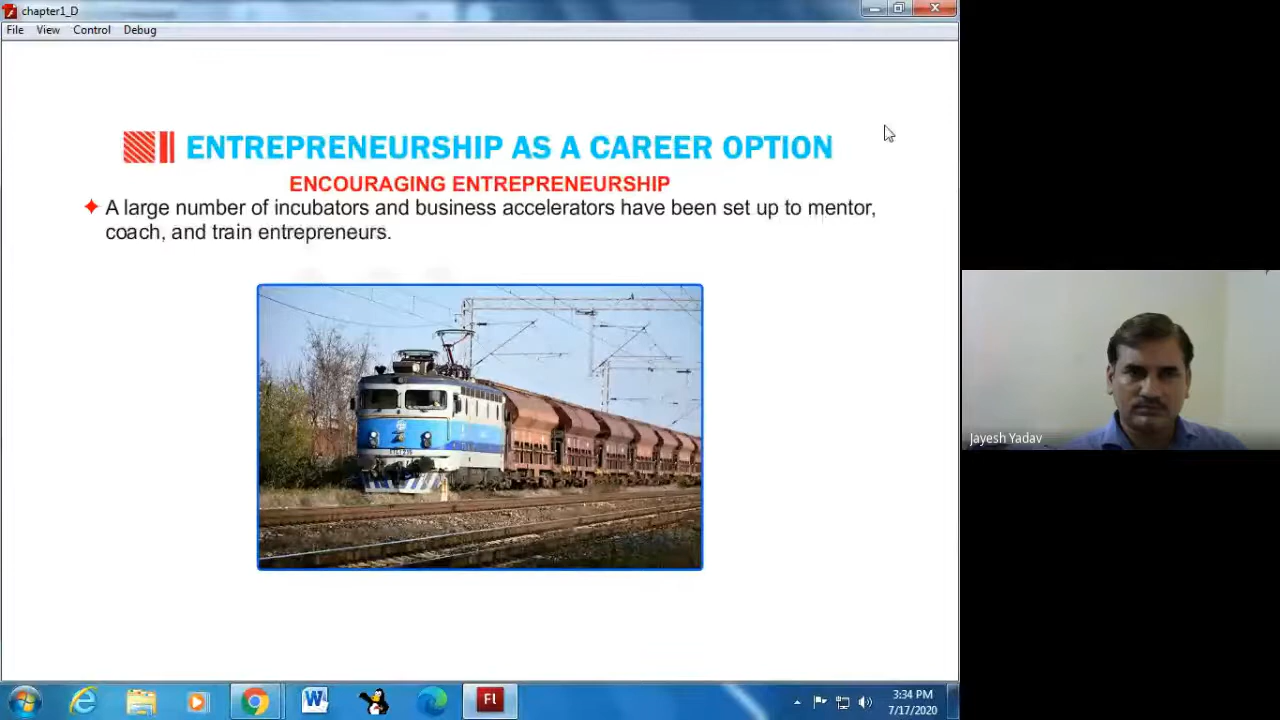 chapter1_D
File View Control Debug
ENTREPRENEURSHIP AS A CAREER OPTION
ENCOURAGING ENTREPRENEURSHIP
A large number of incubators and business accelerators have been set up to mentor,
coach, and train entrepreneurs.
Jayesh Yadav
W
Fl
3:34 PM
7/17/2020